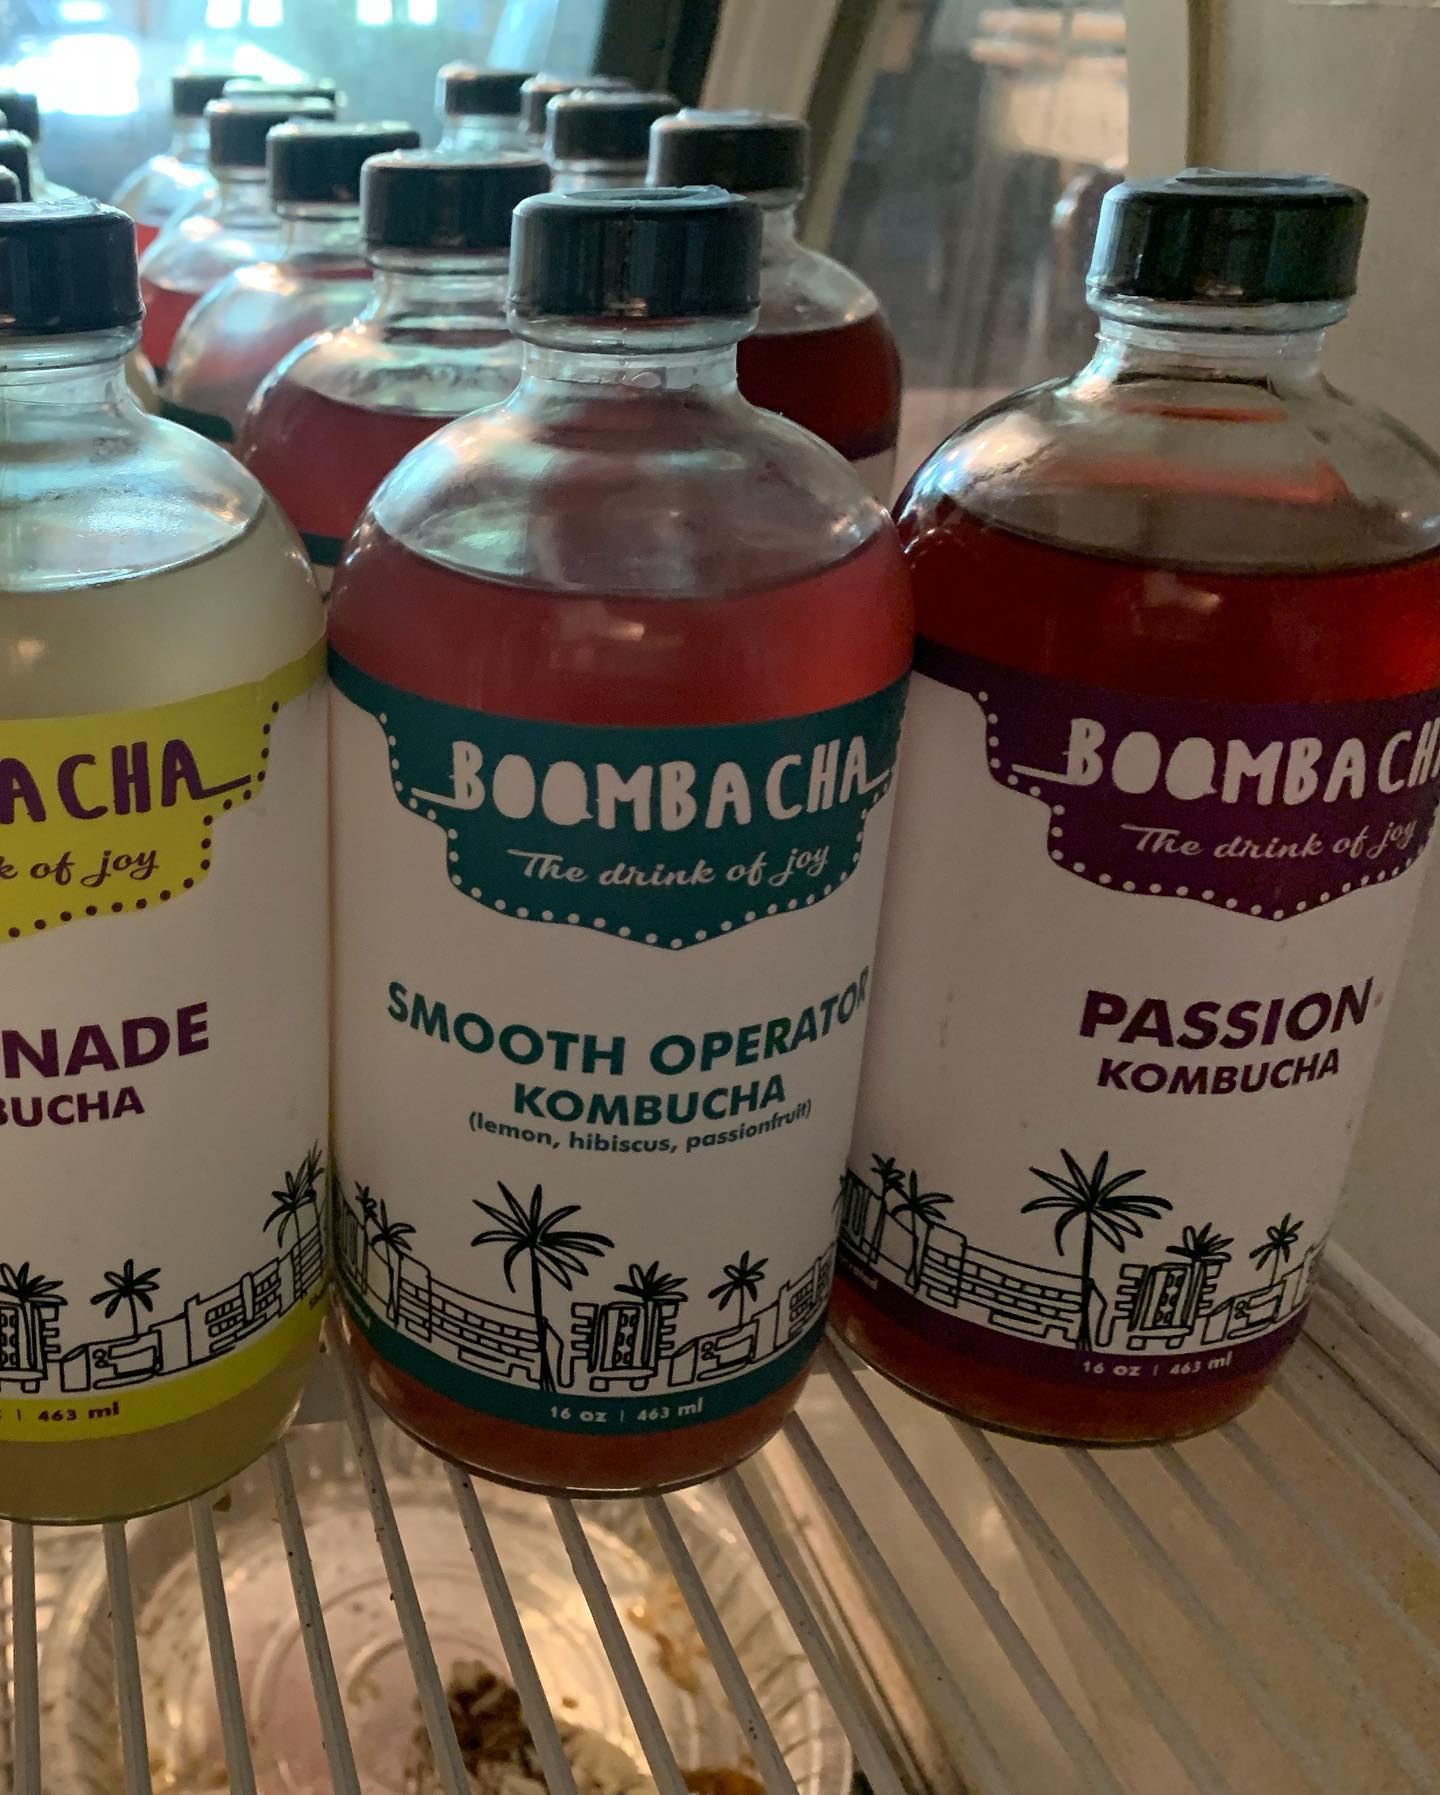 ACHA
k of joy
NADE
BUCHA
| 463 ml
BOOMBACHA
The drink of joy
SMOOTH OPERATOR
KOMBUCHA
(lemon, hibiscus, passionfruit)
16 oz | 463 ml
BOOMBACH
The drink of joy
PASSION
KOMBUCHA
16 oz | 463 ml